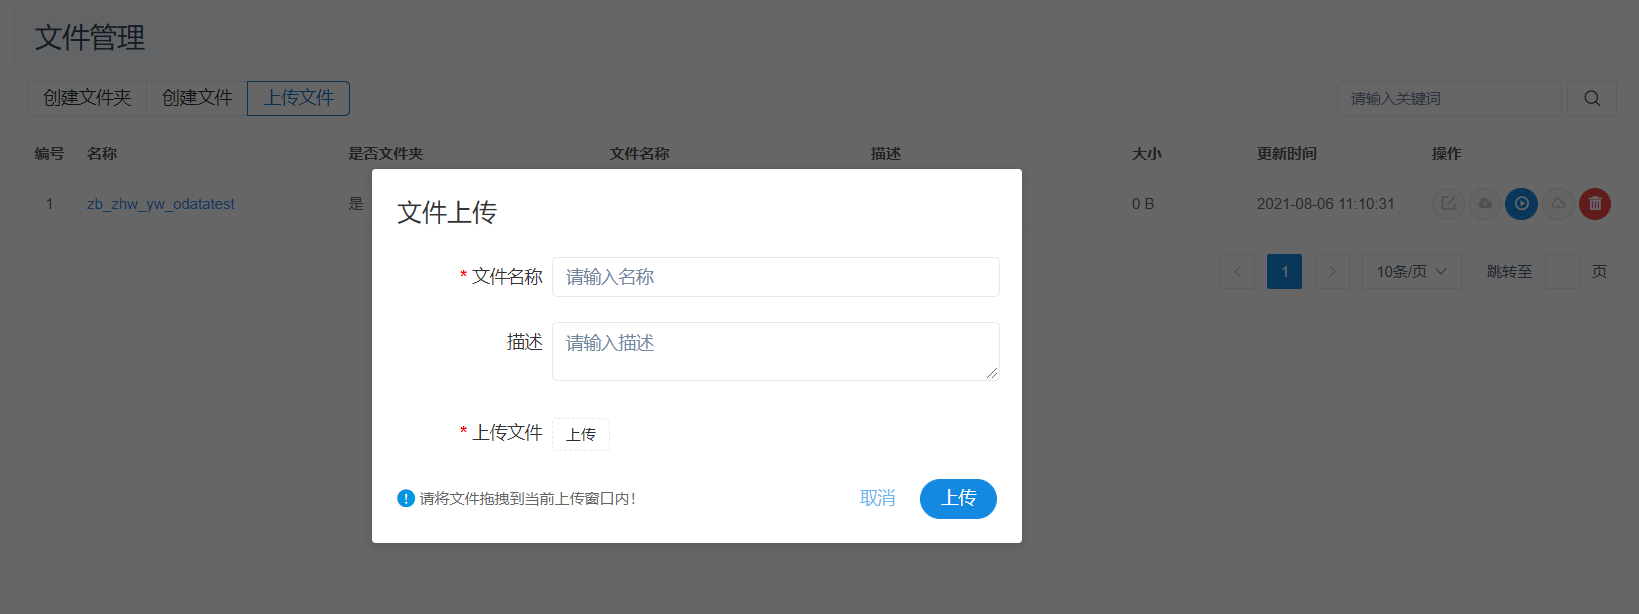 文件管理
创建文件夹 创建文件 上传文件 请输入关键词
编号 名称 是否文件夹 文件名称 描述 大小 更新时间 操作
1 zb_zhw_yw_odatatest 是 0 B 2021-08-06 11:10:31
1 10条/页 跳转至 页
文件上传
* 文件名称 请输入名称
描述 请输入描述
* 上传文件 上传
请将文件拖拽到当前上传窗口内! 取消 上传